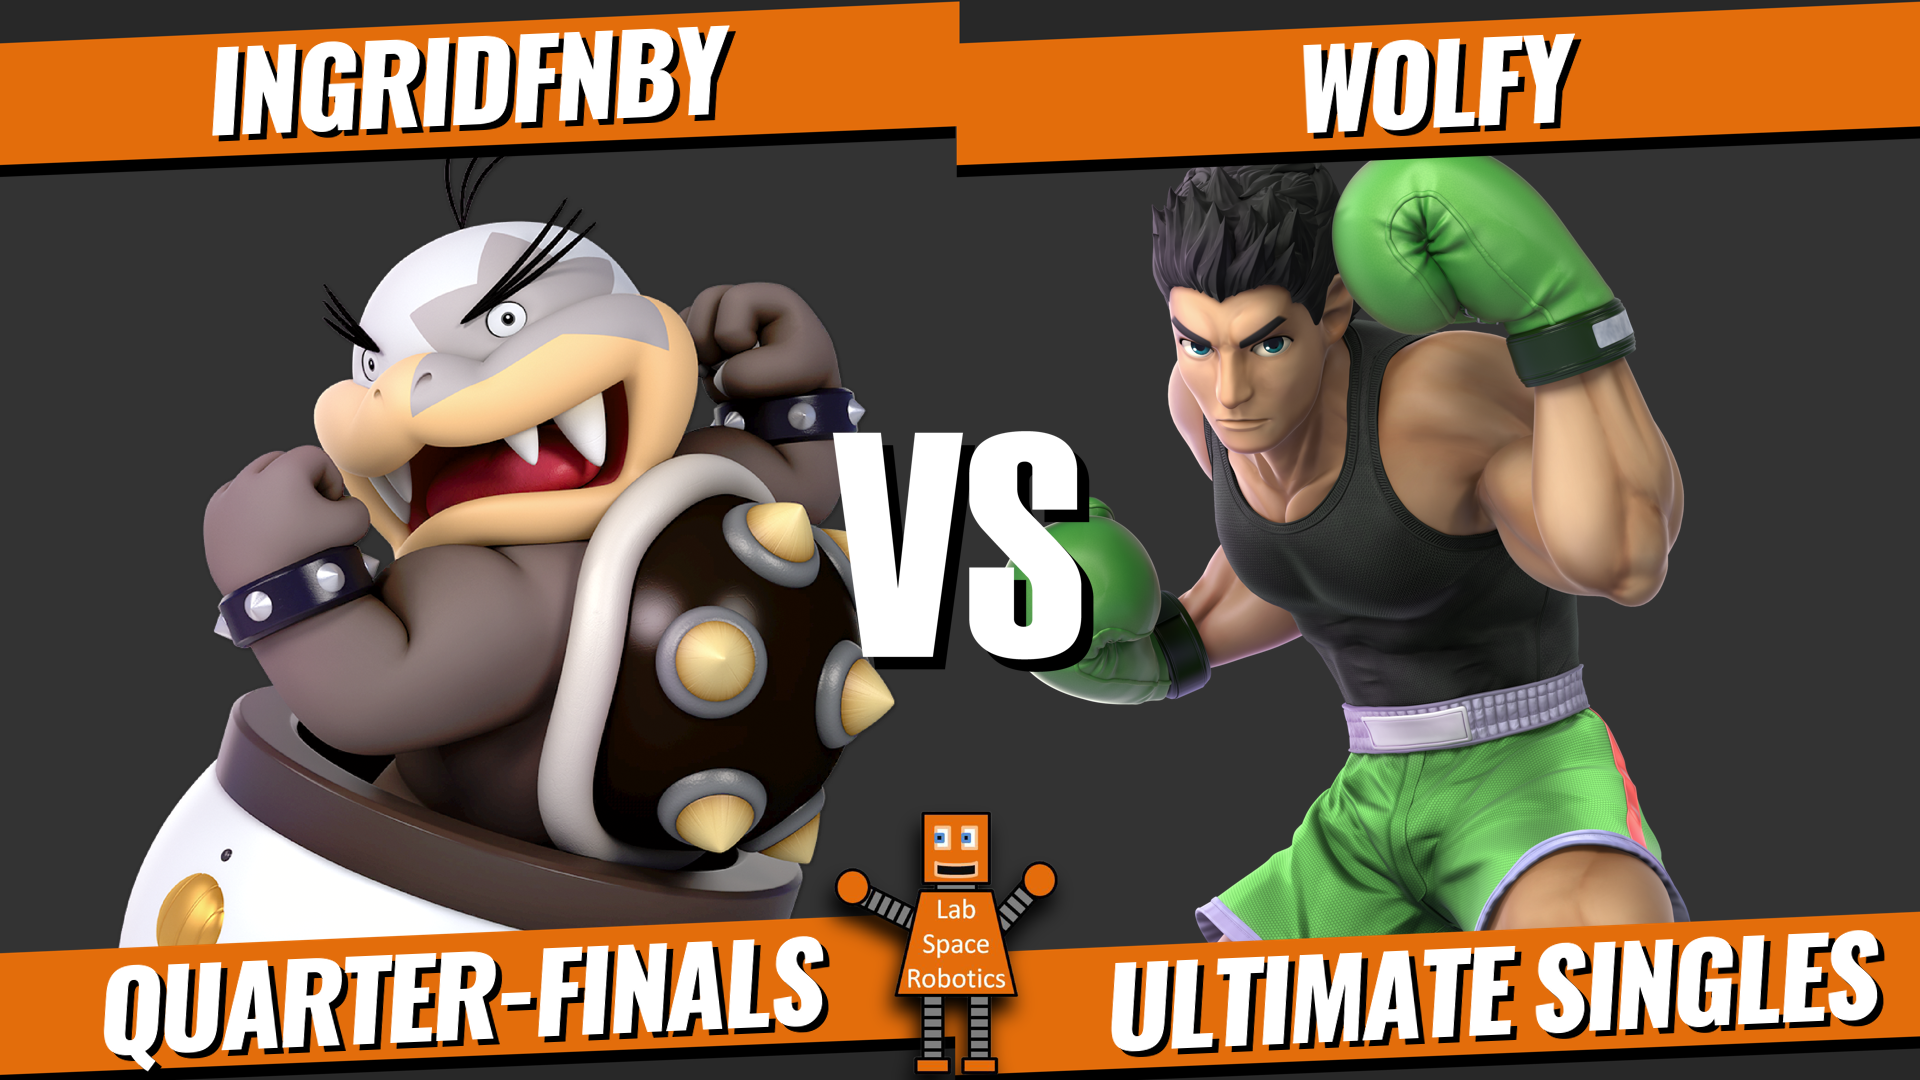 INGRIDFNBY
WOLFY
VS
Lab
Space
Robotics
QUARTER-FINALS
ULTIMATE SINGLES